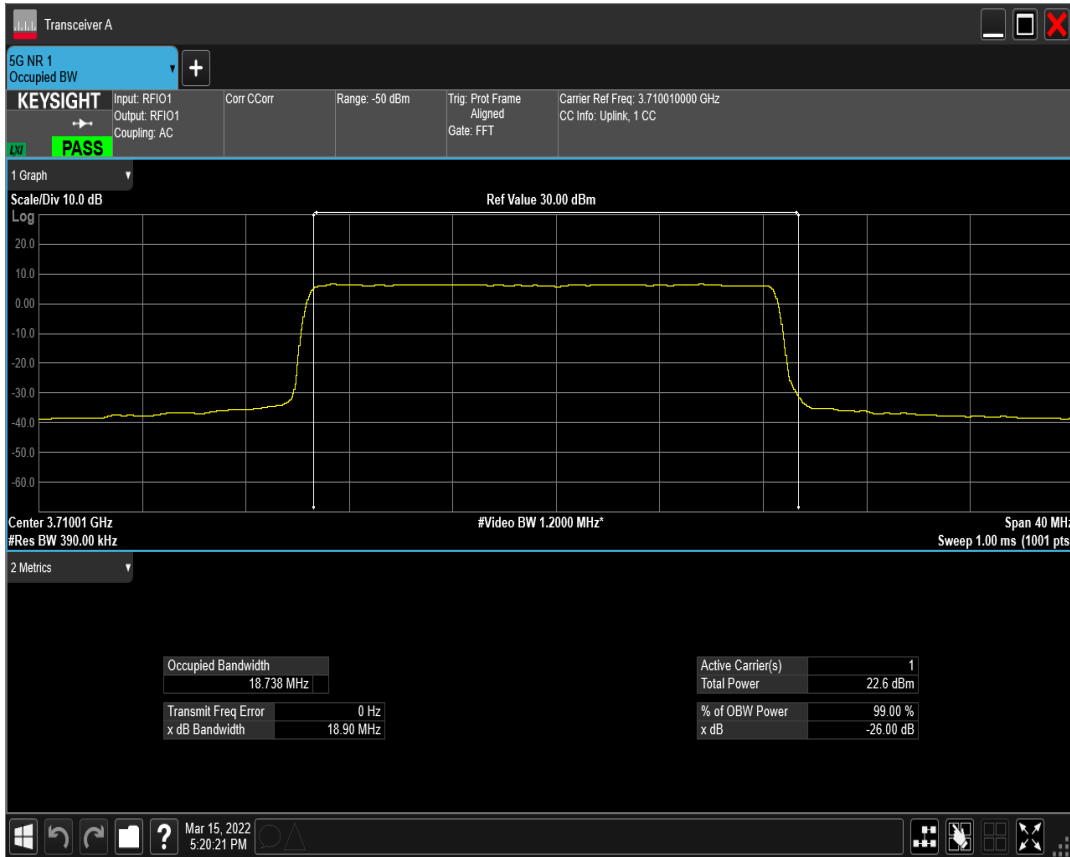 Transceiver A
5G NR 1
Occupied BW
KEYSIGHT
LXI
PASS
Input: RFIO1
Output: RFIO1
Coupling: AC
Corr CCorr
Range: -50 dBm
Trig: Prot Frame
Aligned
Gate: FFT
Carrier Ref Freq: 3.710010000 GHz
CC Info: Uplink, 1 CC
1 Graph
Scale/Div 10.0 dB
Ref Value 30.00 dBm
Log
20.0
10.0
0.00
-10.0
-20.0
-30.0
-40.0
-50.0
-60.0
Center 3.71001 GHz
#Video BW 1.2000 MHz*
Span 40 MHz
#Res BW 390.00 kHz
Sweep 1.00 ms (1001 pts
2 Metrics
Occupied Bandwidth
18.738 MHz
Transmit Freq Error 0 Hz
x dB Bandwidth 18.90 MHz
Active Carrier(s) 1
Total Power 22.6 dBm
% of OBW Power 99.00 %
x dB -26.00 dB
?
Mar 15, 2022
5:20:21 PM